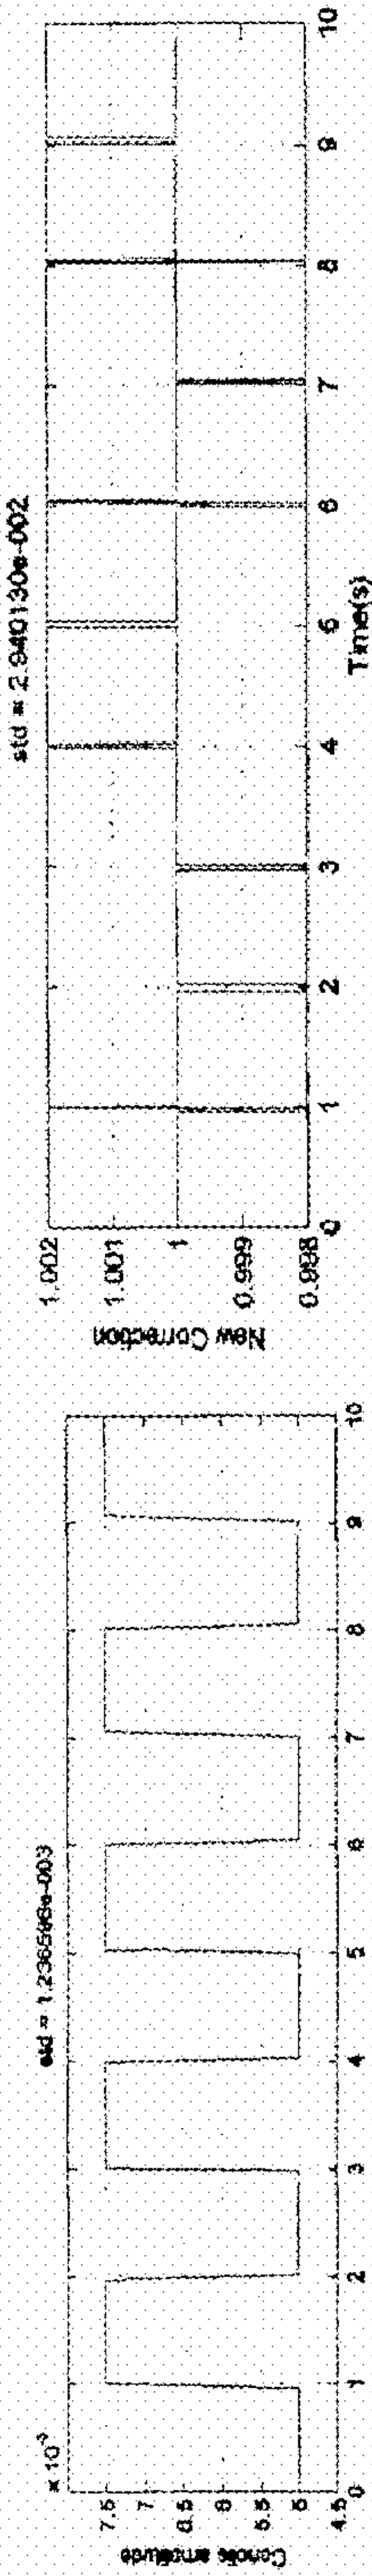 std = 1.236596e-003
x 10⁻³
7.5
7
6.5
6
5.5
5
4.5
0 1 2 3 4 5 6 7 8 9 10
amplitude
std = 2.940130e-002
1.002
1.001
1
0.999
0.998
New Correction
0 1 2 3 4 5 6 7 8 9 10
Time(s)